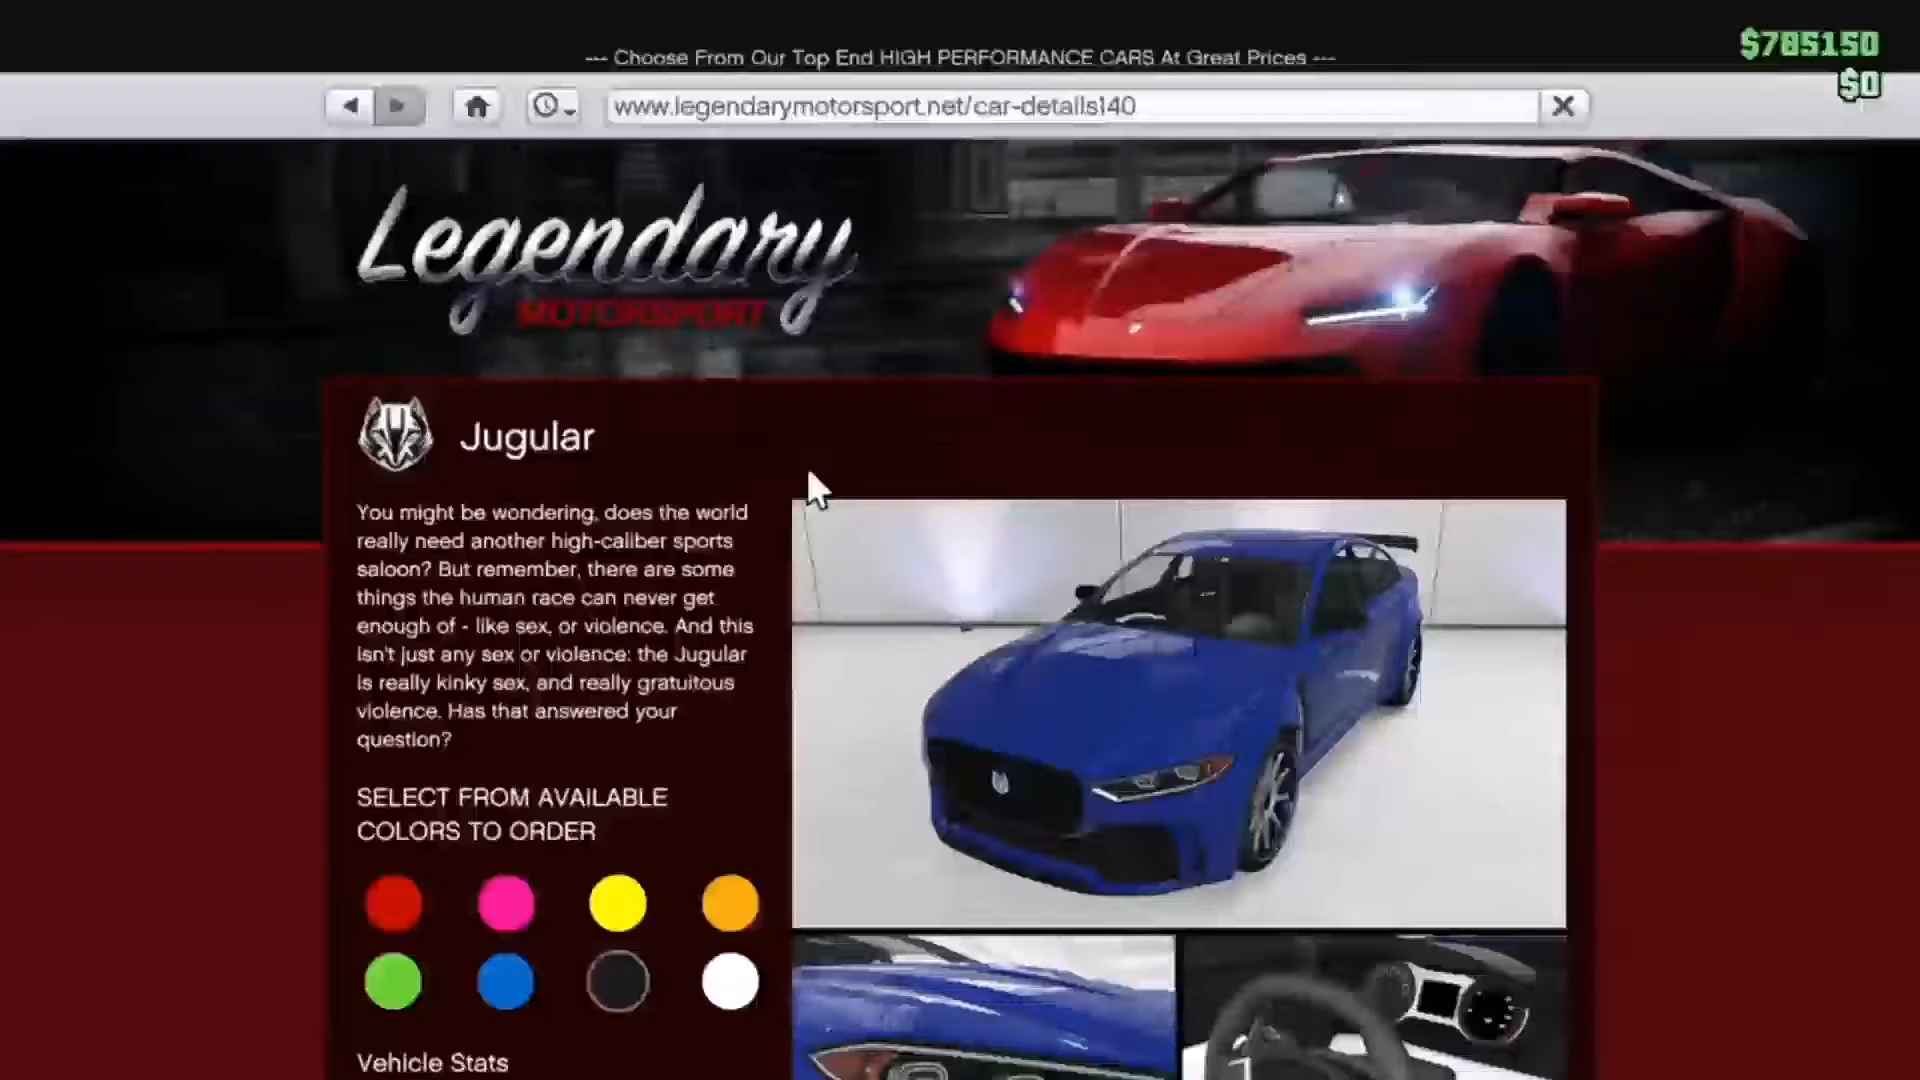 --- Choose From Our Top End HIGH PERFORMANCE CARS At Great Prices ---
$785150
$0
www.legendarymotorsport.net/car-details140
Legendary
MOTORSPORT
Jugular
You might be wondering, does the world
really need another high-caliber sports
saloon? But remember, there are some
things the human race can never get
enough of - like sex, or violence. And this
isn't just any sex or violence: the Jugular
is really kinky sex, and really gratuitous
violence. Has that answered your
question?
SELECT FROM AVAILABLE
COLORS TO ORDER
Vehicle Stats